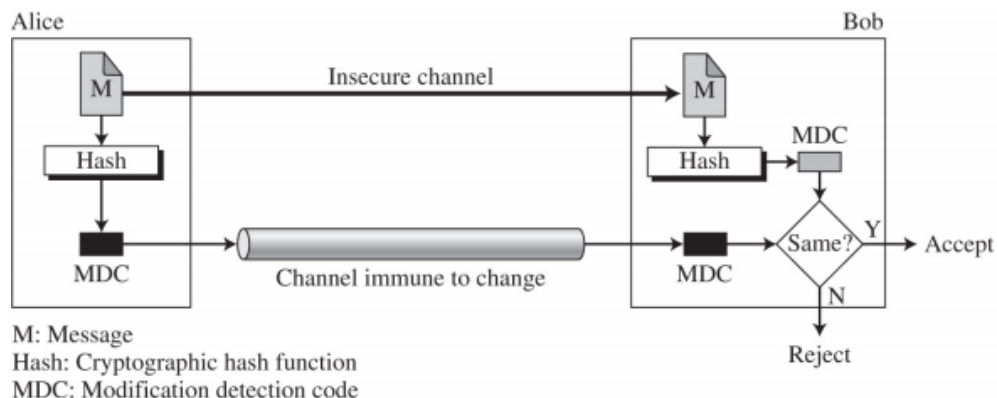 Alice
Bob
Insecure channel
M
M
Hash
Hash
MDC
MDC
MDC
Same?
Y
Accept
N
Channel immune to change
Reject
M: Message
Hash: Cryptographic hash function
MDC: Modification detection code